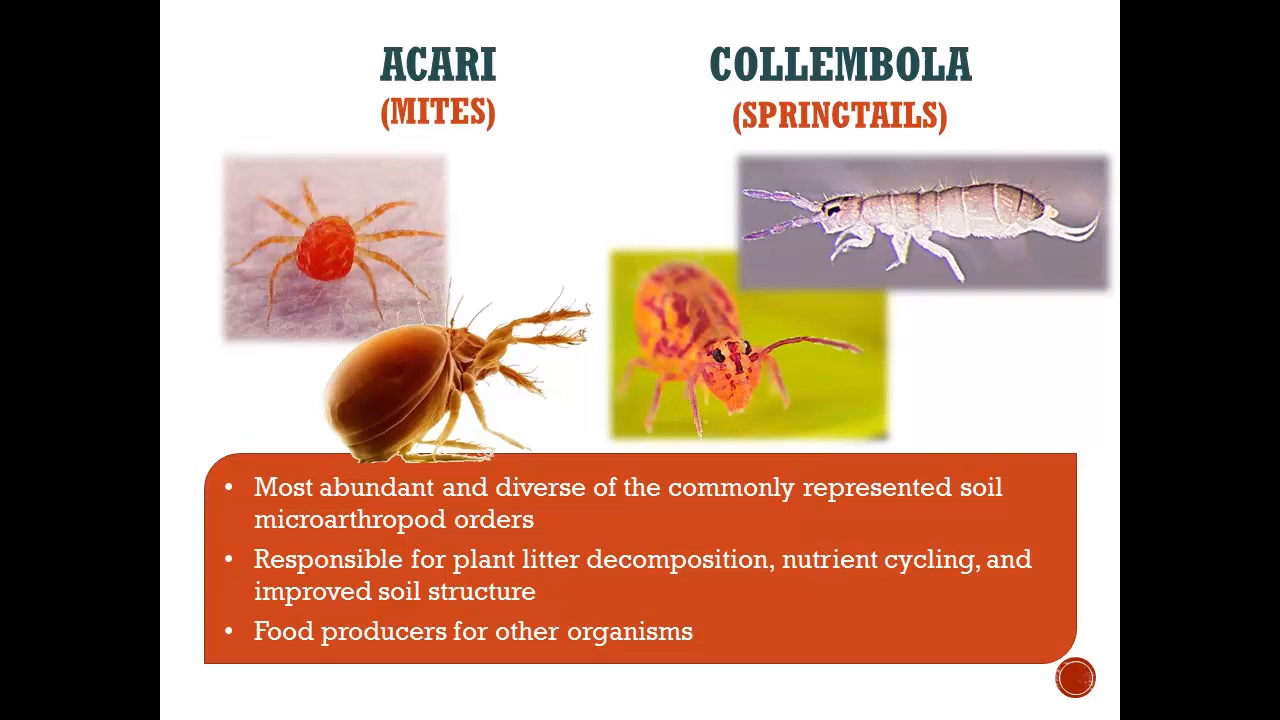 ACARI
(MITES)
COLLEMBOLA
(SPRINGTAILS)
• Most abundant and diverse of the commonly represented soil
microarthropod orders
• Responsible for plant litter decomposition, nutrient cycling, and
improved soil structure
• Food producers for other organisms